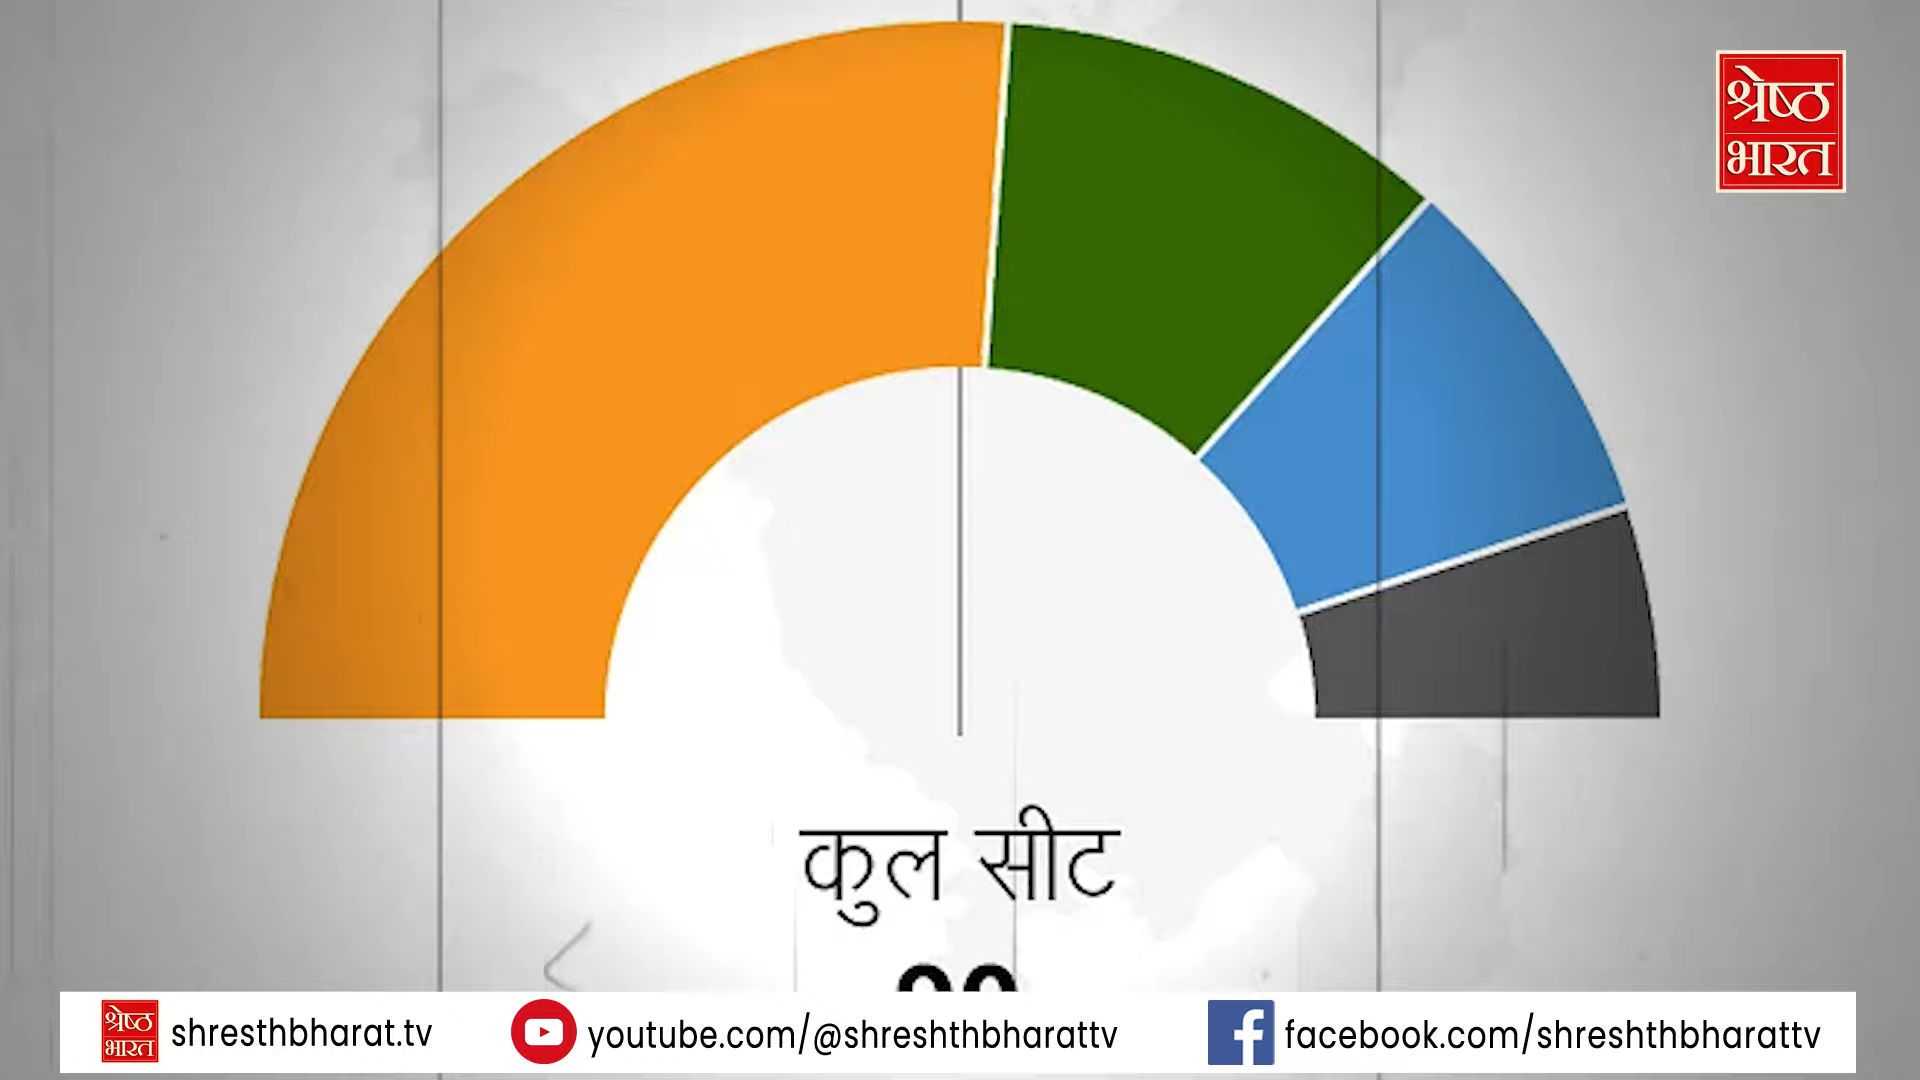 श्रेष्ठ
भारत
कुल सीट
श्रेष्ठ
भारत
shresthbharat.tv
youtube.com/@shreshthbharattv
facebook.com/shreshthbharattv